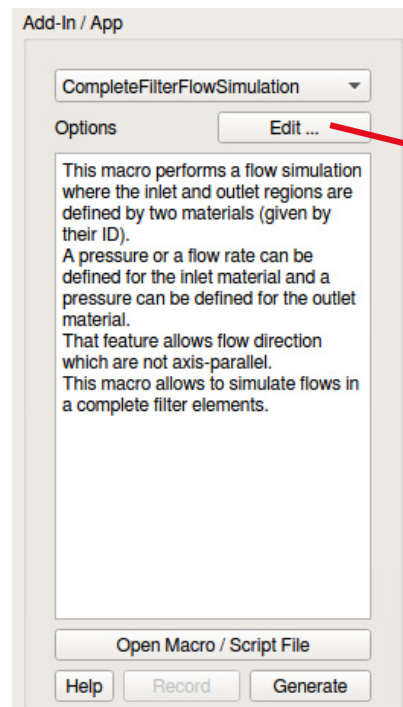 Add-In / App
CompleteFilterFlowSimulation
Options
Edit ...
This macro performs a flow simulation
where the inlet and outlet regions are
defined by two materials (given by
their ID).
A pressure or a flow rate can be
defined for the inlet material and a
pressure can be defined for the outlet
material.
That feature allows flow direction
which are not axis-parallel.
This macro allows to simulate flows in
a complete filter elements.
Open Macro / Script File
Help
Record
Generate